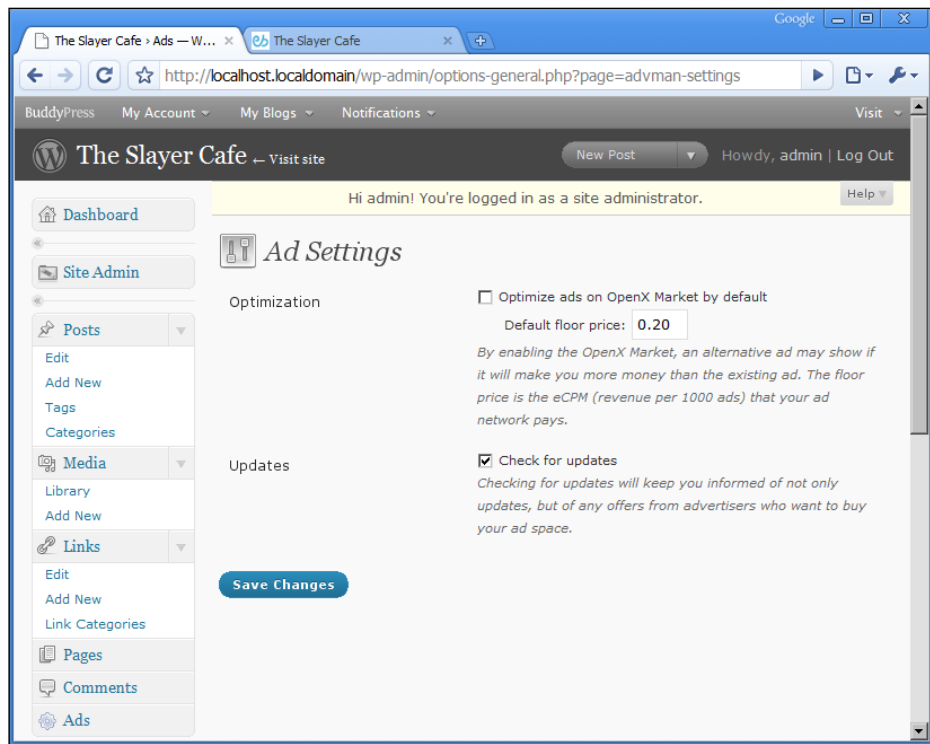 Google
The Slayer Cafe › Ads — W...
The Slayer Cafe
http://localhost.localdomain/wp-admin/options-general.php?page=advman-settings
BuddyPress My Account My Blogs Notifications Visit
The Slayer Cafe ← Visit site New Post Howdy, admin | Log Out
Hi admin! You're logged in as a site administrator. Help
Dashboard
Site Admin
Posts
Edit
Add New
Tags
Categories
Media
Library
Add New
Links
Edit
Add New
Link Categories
Pages
Comments
Ads
Ad Settings
Optimization
Optimize ads on OpenX Market by default
Default floor price: 0.20
By enabling the OpenX Market, an alternative ad may show if
it will make you more money than the existing ad. The floor
price is the eCPM (revenue per 1000 ads) that your ad
network pays.
Updates
Check for updates
Checking for updates will keep you informed of not only
updates, but of any offers from advertisers who want to buy
your ad space.
Save Changes